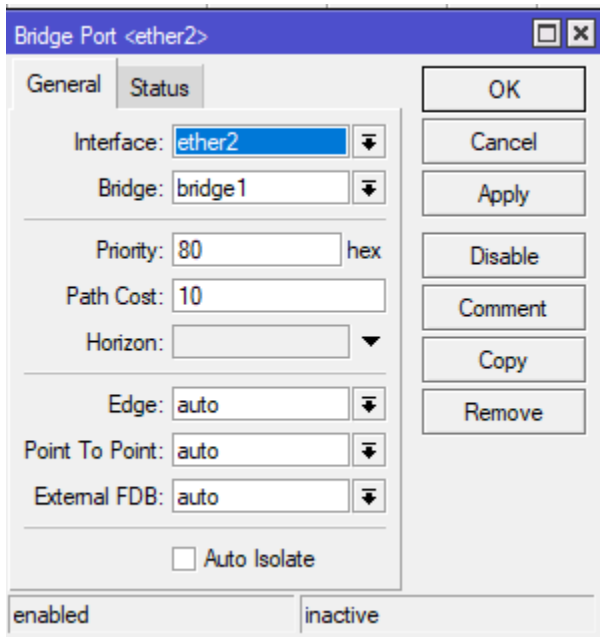 Bridge Port <ether2>
General Status
Interface: ether2
Bridge: bridge1
Priority: 80 hex
Path Cost: 10
Horizon:
Edge: auto
Point To Point: auto
External FDB: auto
Auto Isolate
OK
Cancel
Apply
Disable
Comment
Copy
Remove
enabled inactive